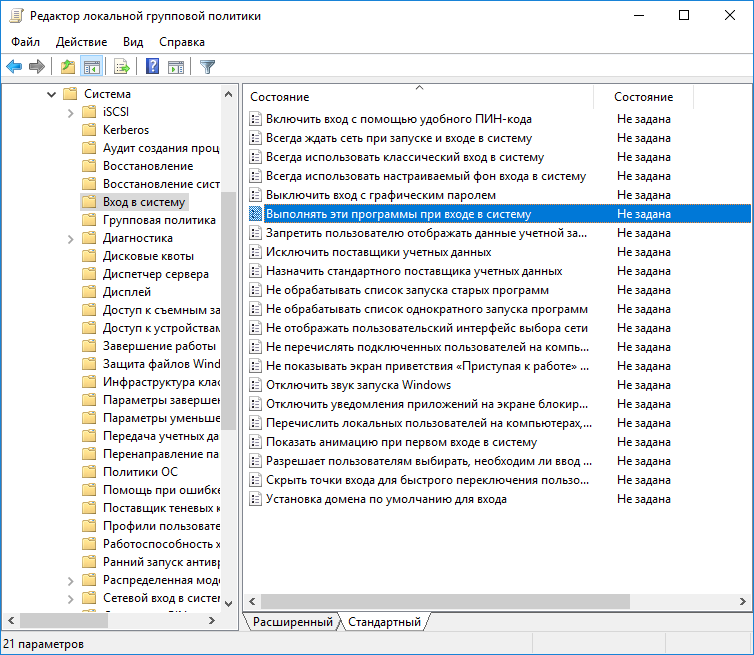 Редактор локальной групповой политики
Файл Действие Вид Справка
Система
iSCSI
Kerberos
Аудит создания проц
Восстановление
Восстановление сист
Вход в систему
Групповая политика
Диагностика
Дисковые квоты
Диспетчер сервера
Дисплей
Доступ к съемным за
Доступ к устройствам
Завершение работы
Защита файлов Wind
Инфраструктура клас
Параметры завершен
Параметры уменьше
Передача учетных да
Перенаправление па
Политики ОС
Помощь при ошибке
Поставщик теневых к
Профили пользовате
Работоспособность х
Ранний запуск антиви
Распределенная моде
Сетевой вход в систем
Состояние Состояние
Включить вход с помощью удобного ПИН-кода Не задана
Всегда ждать сеть при запуске и входе в систему Не задана
Всегда использовать классический вход в систему Не задана
Всегда использовать настраиваемый фон входа в систему Не задана
Выключить вход с графическим паролем Не задана
Выполнять эти программы при входе в систему Не задана
Запретить пользователю отображать данные учетной за... Не задана
Исключить поставщики учетных данных Не задана
Назначить стандартного поставщика учетных данных Не задана
Не обрабатывать список запуска старых программ Не задана
Не обрабатывать список однократного запуска программ Не задана
Не отображать пользовательский интерфейс выбора сети Не задана
Не перечислять подключенных пользователей на компь... Не задана
Не показывать экран приветствия «Приступая к работе» ... Не задана
Отключить звук запуска Windows Не задана
Отключить уведомления приложений на экране блокир... Не задана
Перечислить локальных пользователей на компьютерах,... Не задана
Показать анимацию при первом входе в систему Не задана
Разрешает пользователям выбирать, необходим ли ввод ... Не задана
Скрыть точки входа для быстрого переключения пользо... Не задана
Установка домена по умолчанию для входа Не задана
Расширенный Стандартный
21 параметров